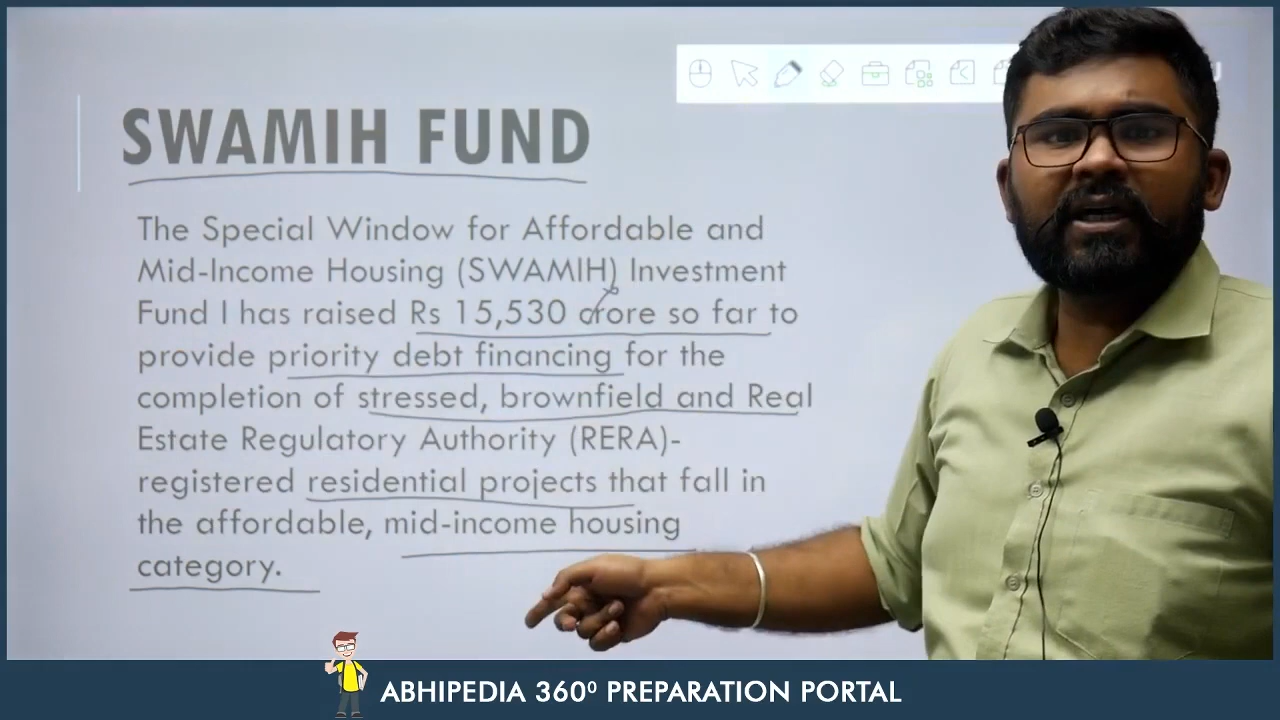 SWAMIH FUND
The Special Window for Affordable and
Mid-Income Housing (SWAMIH) Investment
Fund I has raised Rs 15,530 crore so far to
provide priority debt financing for the
completion of stressed, brownfield and Real
Estate Regulatory Authority (RERA)-
registered residential projects that fall in
the affordable, mid-income housing
category.
ABHIPEDIA 360⁰ PREPARATION PORTAL